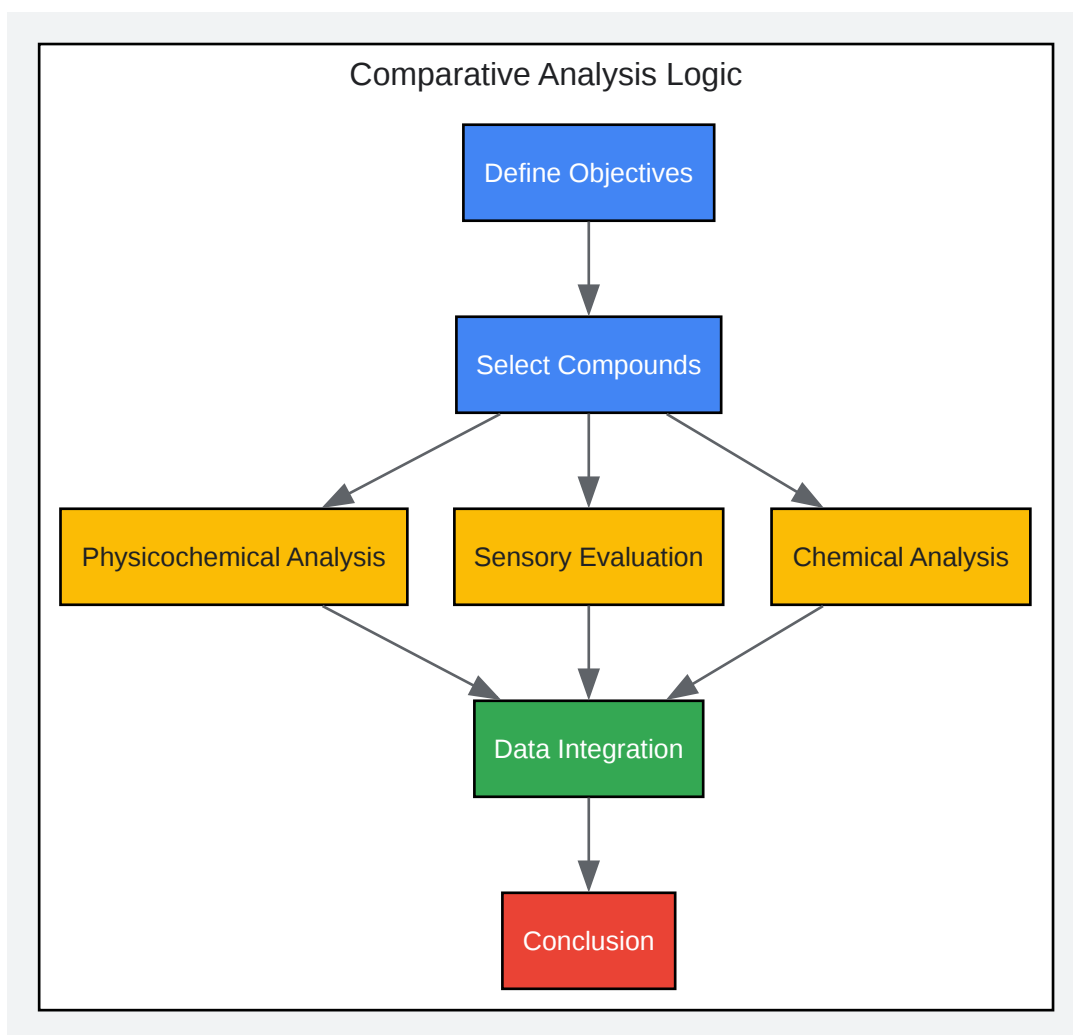 Comparative Analysis Logic
Define Objectives
Select Compounds
Physicochemical Analysis
Sensory Evaluation
Chemical Analysis
Data Integration
Conclusion